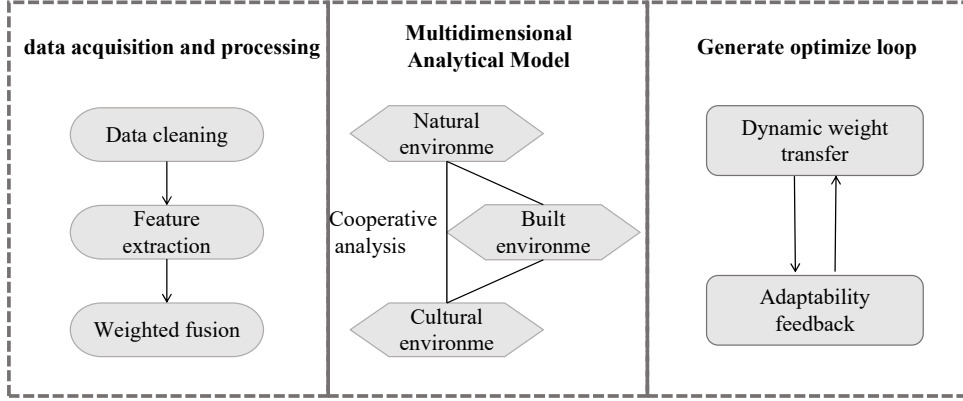 data acquisition and processing
Data cleaning
Feature
extraction
Weighted fusion
Multidimensional
Analytical Model
Natural
environme
Cooperative
analysis
Built
environme
Cultural
environme
Generate optimize loop
Dynamic weight
transfer
Adaptability
feedback